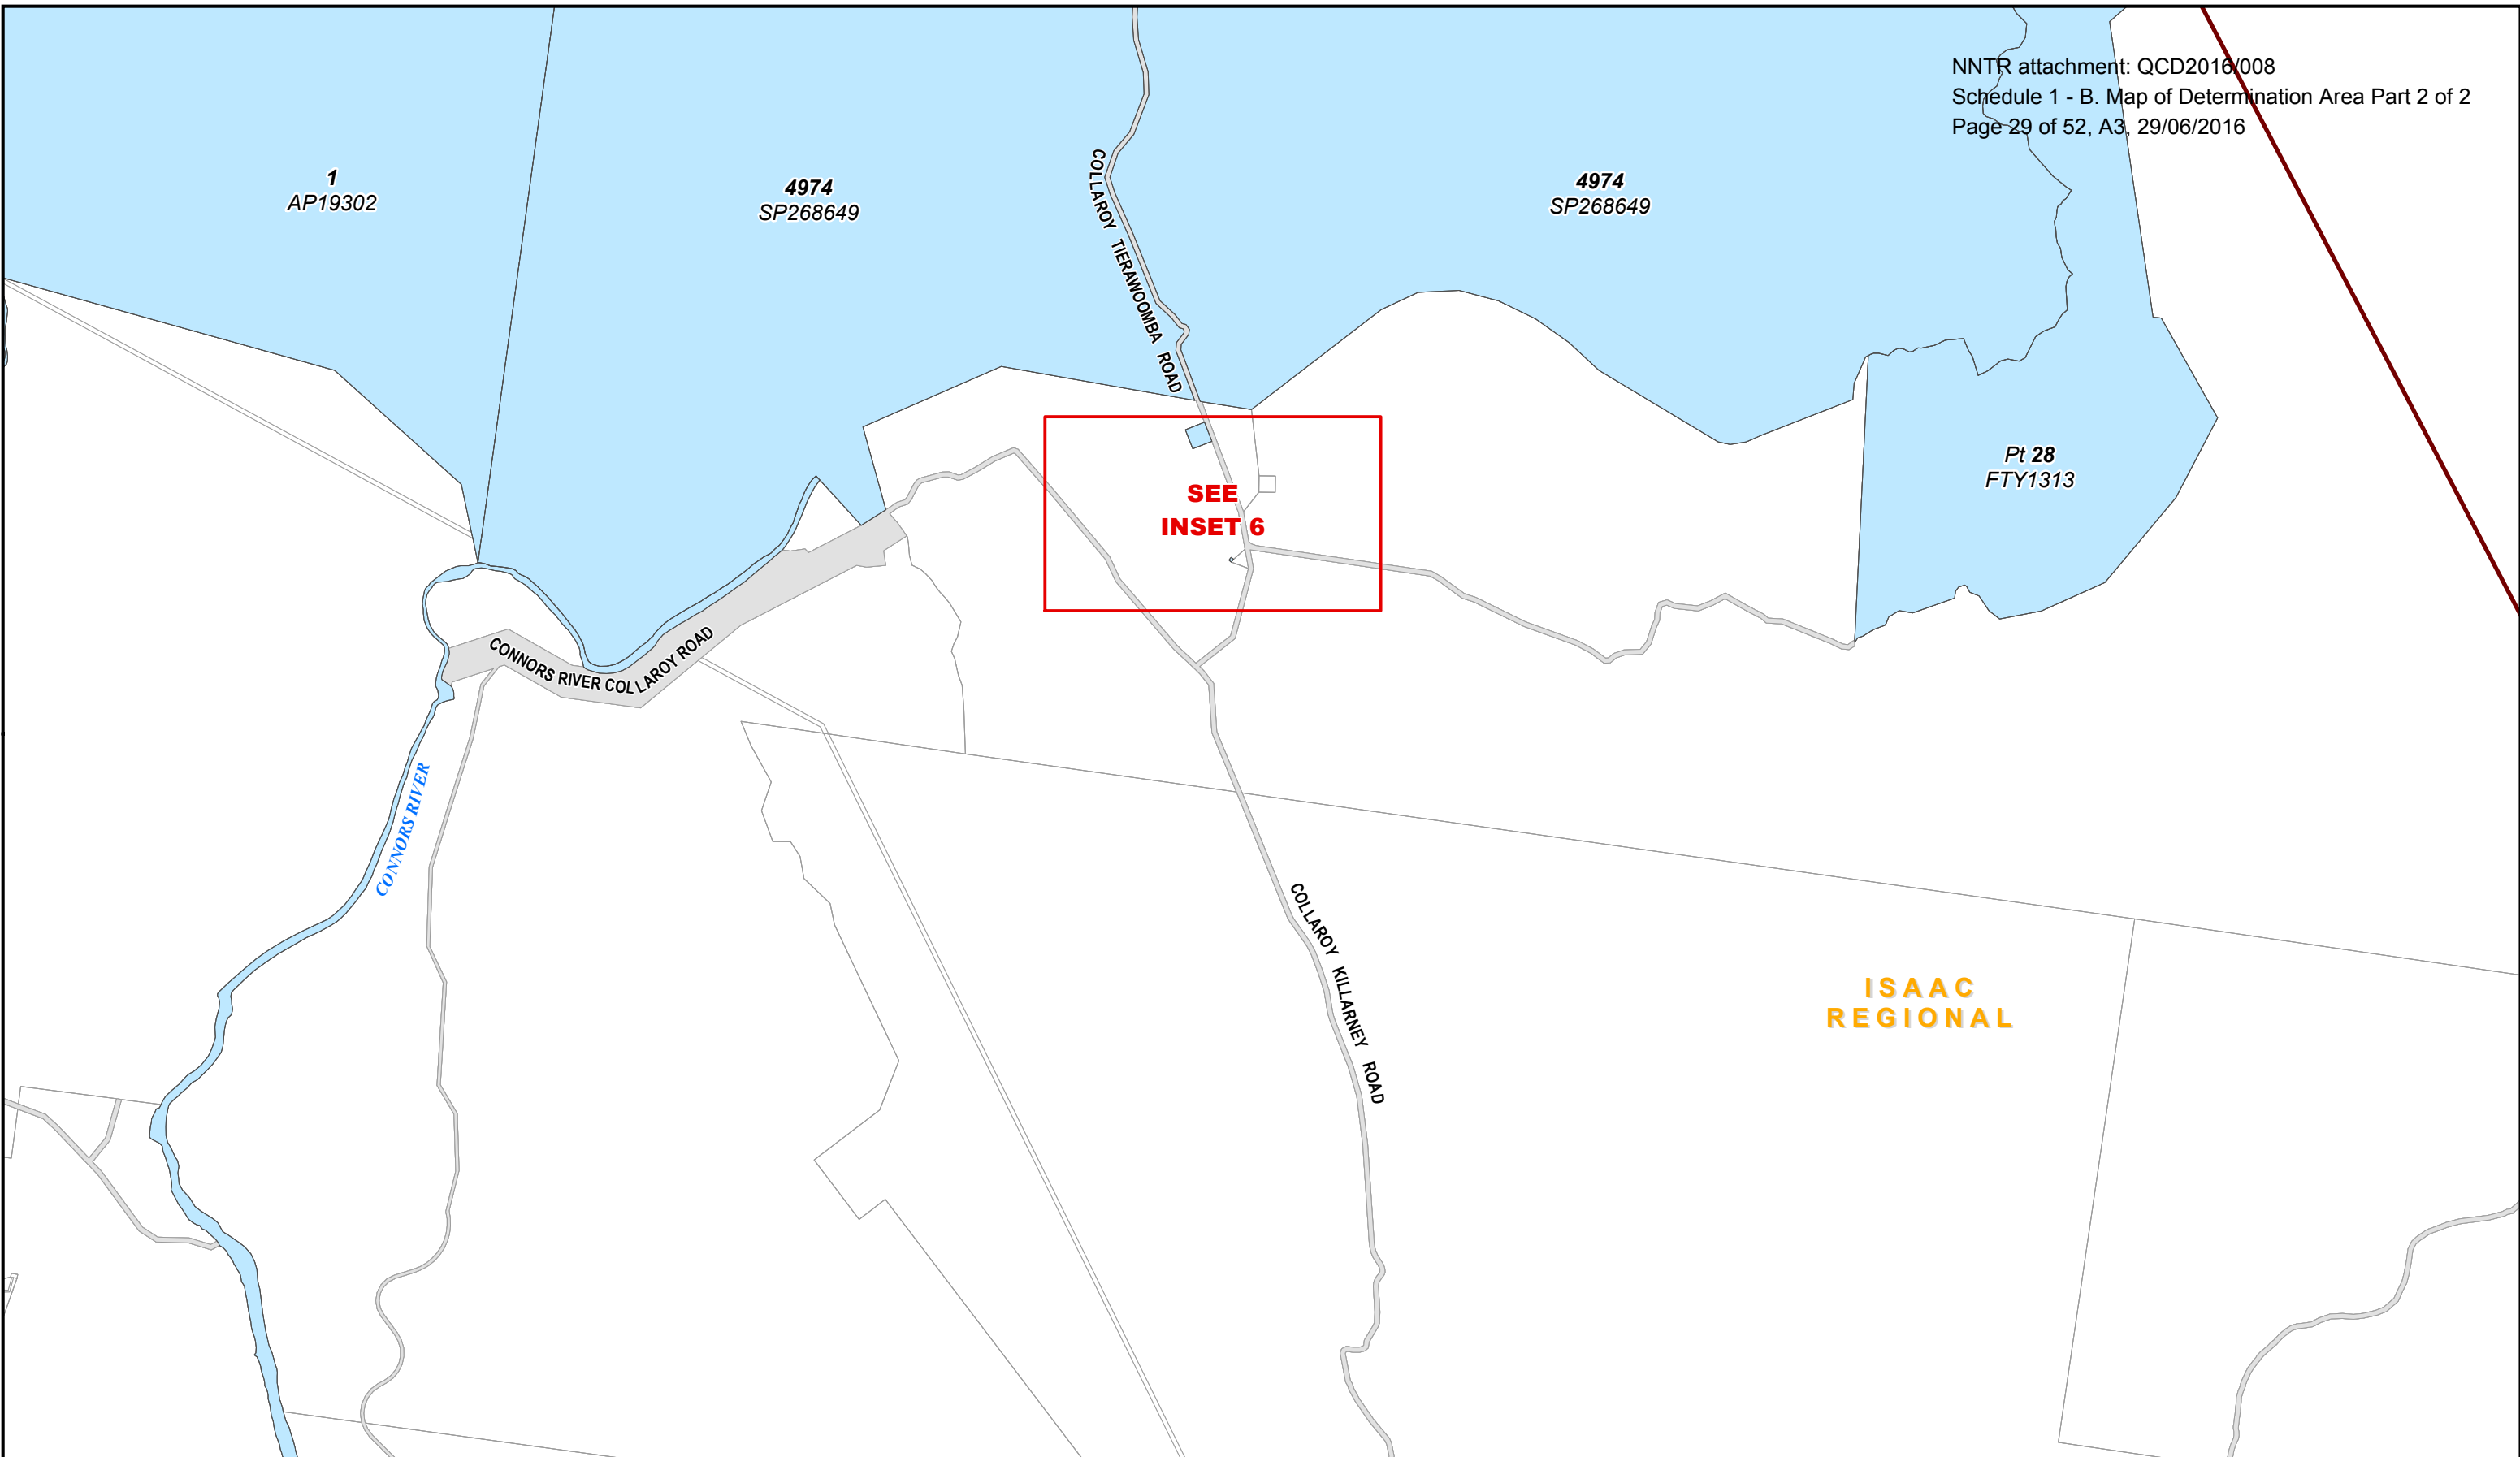 NNTR attachment: QCD2016/008
Schedule 1 - B. Map of Determination Area Part 2 of 2
Page 29 of 52, A3, 29/06/2016
1
AP19302
4974
SP268649
4974
SP268649
COLLAROY TIERAWOOMBA ROAD
Pt 28
FTY1313
SEE
INSET 6
CONNORS RIVER COLLAROY ROAD
CONNORS RIVER
COLLAROY KILLARNEY ROAD
ISAAC
REGIONAL